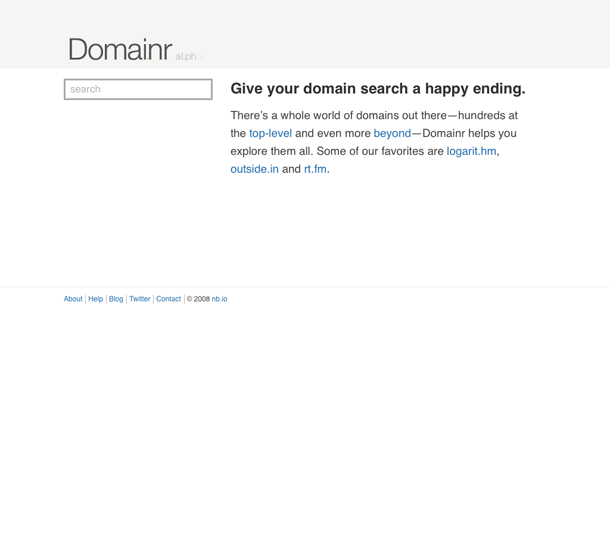 Domainr al.ph
search
Give your domain search a happy ending.
There's a whole world of domains out there—hundreds at
the top-level and even more beyond—Domainr helps you
explore them all. Some of our favorites are logarit.hm,
outside.in and rt.fm.
About | Help | Blog | Twitter | Contact | © 2008 nb.io